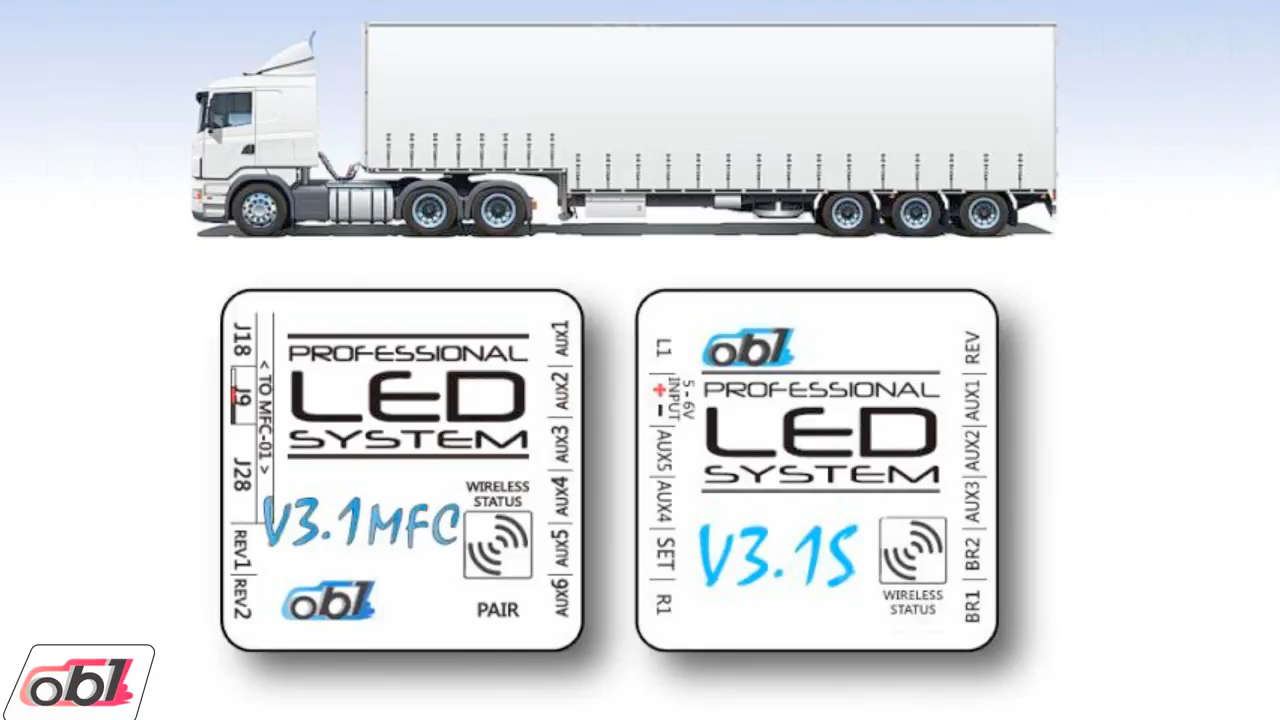 J18
J9
J28
REV1
REV2
< TO MFC-01 >
PROFESSIONAL
LED
SYSTEM
V3.1MFC
WIRELESS
STATUS
PAIR
ob1
AUX1
AUX2
AUX3
AUX4
AUX5
AUX6
L1
+ INPUT -
5 - 6V
AUX5
AUX4
SET
R1
ob1
PROFESSIONAL
LED
SYSTEM
V3.1S
WIRELESS
STATUS
REV
AUX1
AUX2
AUX3
BR2
BR1
ob1